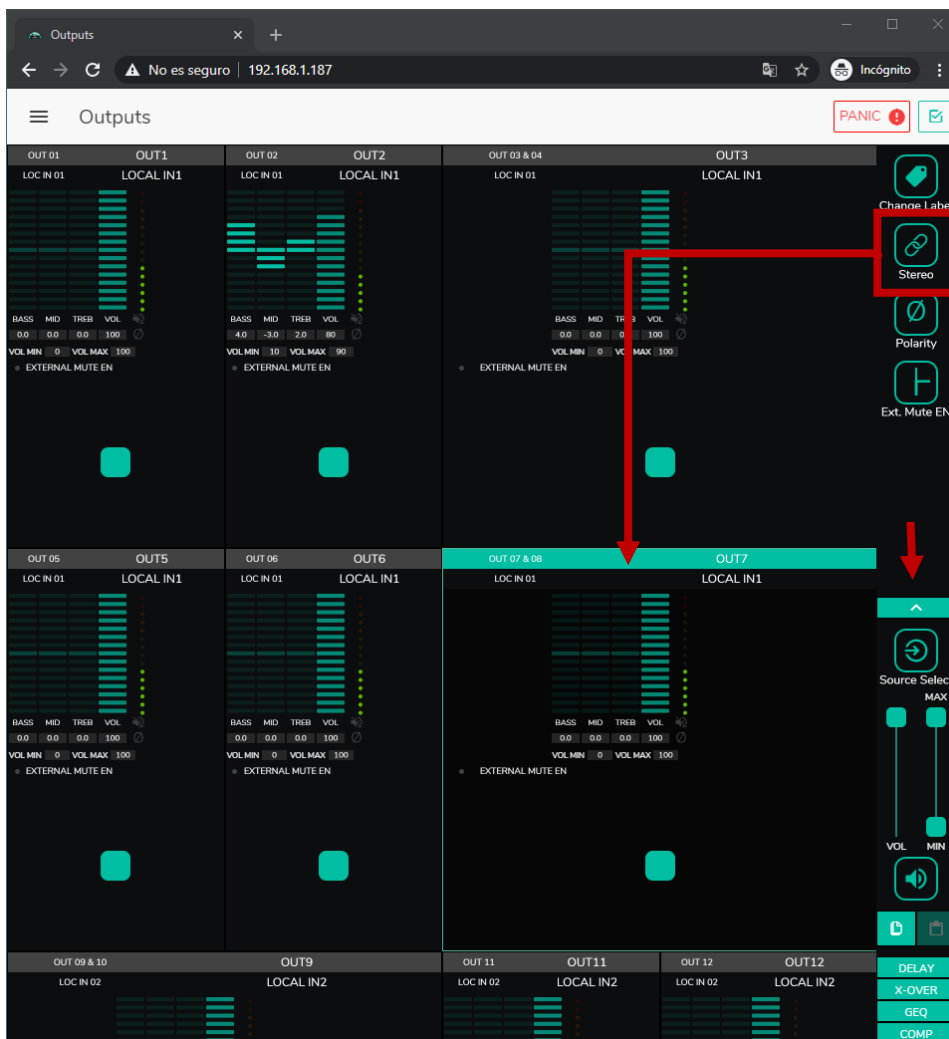 Outputs
No es seguro 192.168.1.187 Incógnito
Outputs PANIC
OUT 01 OUT1 OUT 02 OUT2 OUT 03 & 04 OUT3
LOC IN 01 LOCAL IN1 LOC IN 01 LOCAL IN1 LOC IN 01 LOCAL IN1
Change Labe
Stereo
BASS MID TREB VOL BASS MID TREB VOL BASS MID TREB VOL
0.0 0.0 0.0 100 4.0 -3.0 2.0 80 0.0 0.0 0.0 100
Polarity
VOL MIN 0 VOL MAX 100 VOL MIN 10 VOL MAX 90 VOL MIN 0 VOL MAX 100
EXTERNAL MUTE EN EXTERNAL MUTE EN EXTERNAL MUTE EN
Ext. Mute EN
OUT 05 OUT5 OUT 06 OUT6 OUT 07 & 08 OUT7
LOC IN 01 LOCAL IN1 LOC IN 01 LOCAL IN1 LOC IN 01 LOCAL IN1
Source Selec
MAX
BASS MID TREB VOL BASS MID TREB VOL BASS MID TREB VOL
0.0 0.0 0.0 100 0.0 0.0 0.0 100 0.0 0.0 0.0 100
VOL MIN 0 VOL MAX 100 VOL MIN 0 VOL MAX 100 VOL MIN 0 VOL MAX 100
EXTERNAL MUTE EN EXTERNAL MUTE EN EXTERNAL MUTE EN
VOL MIN
OUT 09 & 10 OUT9 OUT 11 OUT11 OUT 12 OUT12
LOC IN 02 LOCAL IN2 LOC IN 02 LOCAL IN2 LOC IN 02 LOCAL IN2
DELAY
X-OVER
GEQ
COMP